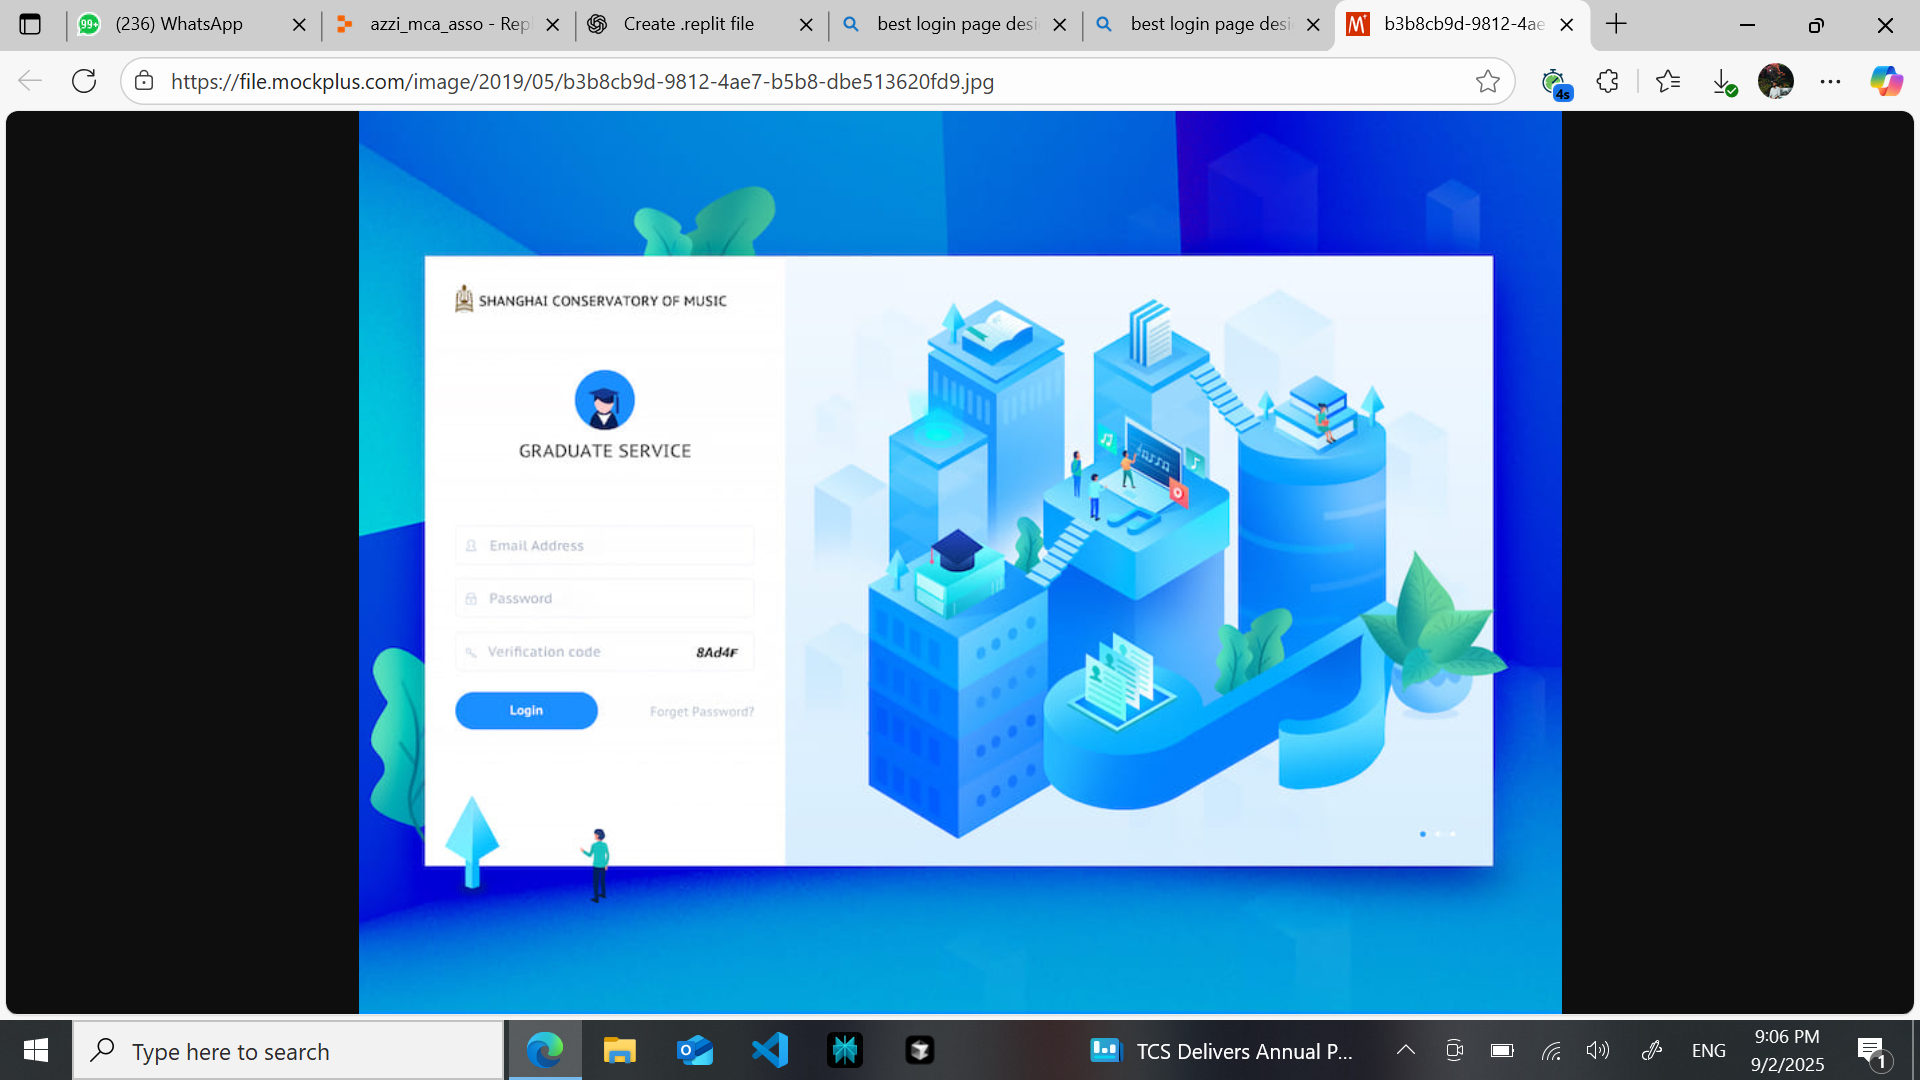 (236) WhatsApp
azzi_mca_asso - Repl
Create .replit file
best login page desi
best login page desi
b3b8cb9d-9812-4ae
https://file.mockplus.com/image/2019/05/b3b8cb9d-9812-4ae7-b5b8-dbe513620fd9.jpg
99+
4s
SHANGHAI CONSERVATORY OF MUSIC
GRADUATE SERVICE
Email Address
Password
Verification code 8Ad4F
Login Forget Password?
Type here to search
TCS Delivers Annual P...
ENG
9:06 PM
9/2/2025
1